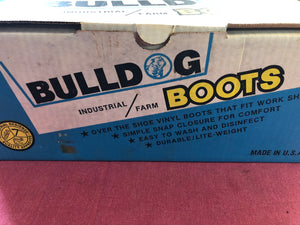 BULLDOG
INDUSTRIAL/FARM BOOTS
★ OVER THE SHOE VINYL BOOTS THAT FIT WORK SH
★ SIMPLE SNAP CLOSURE FOR COMFORT
★ EASY TO WASH AND DISINFECT
★ DURABLE/LITE-WEIGHT
MADE IN U.S.A